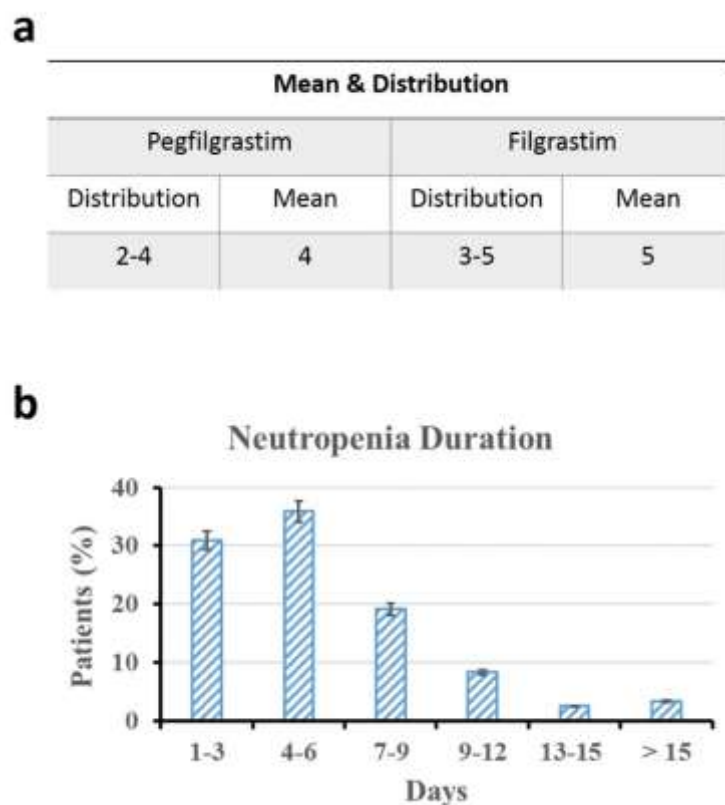 a
Mean & Distribution
Pegfilgrastim Filgrastim
Distribution Mean Distribution Mean
2-4 4 3-5 5
b
Neutropenia Duration
Patients (%)
40
30
20
10
0
1-3 4-6 7-9 9-12 13-15 > 15
Days